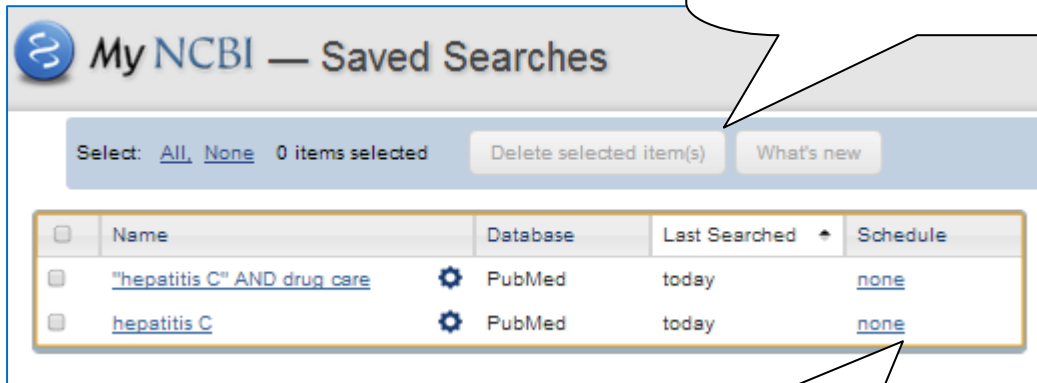 My NCBI — Saved Searches
Select: All, None 0 items selected Delete selected item(s) What's new
Name Database Last Searched Schedule
"hepatitis C" AND drug care PubMed today none
hepatitis C PubMed today none